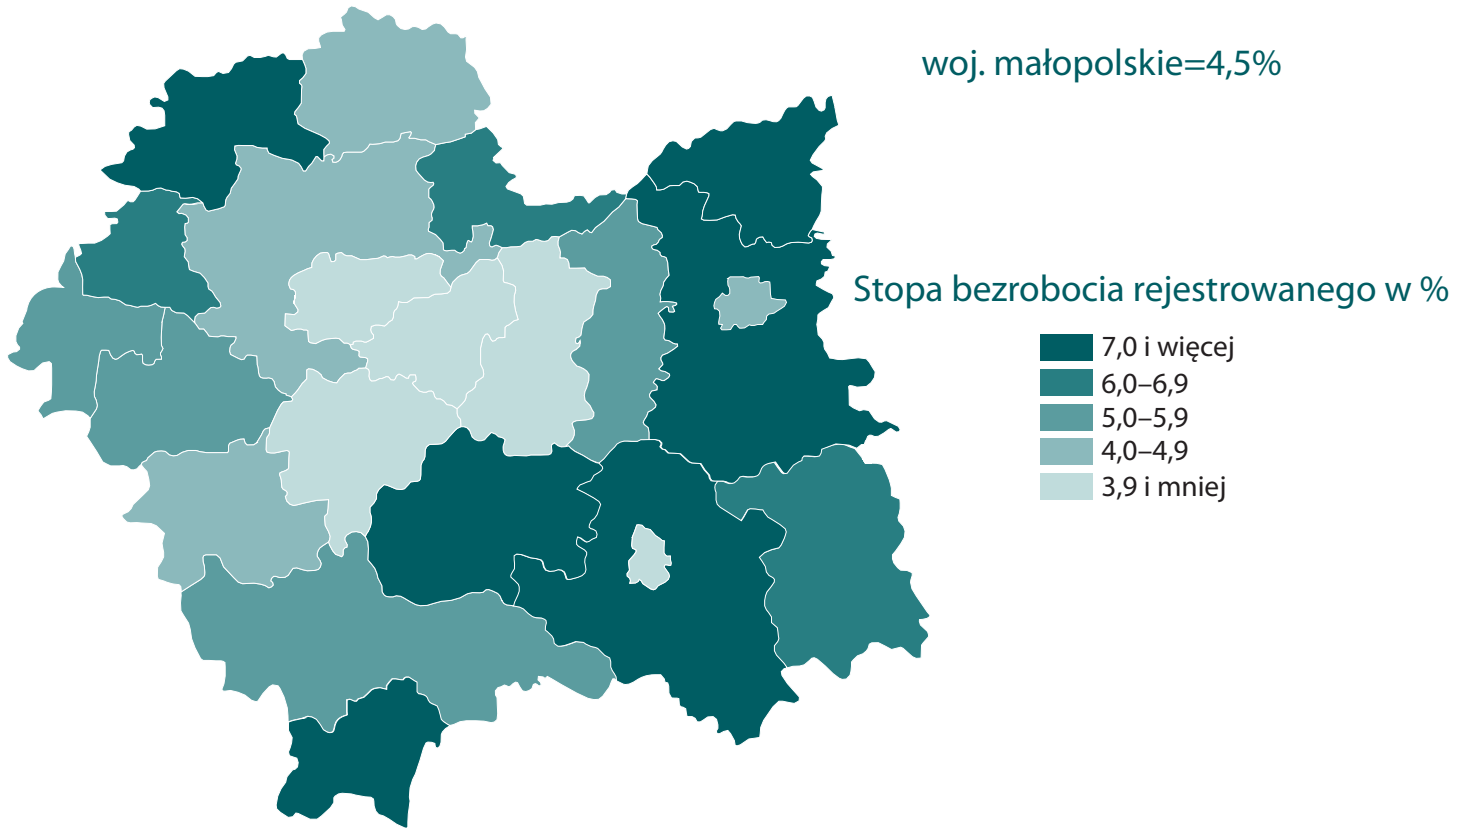 woj. małopolskie=4,5%
Stopa bezrobocia rejestrowanego w %
7,0 i więcej
6,0–6,9
5,0–5,9
4,0–4,9
3,9 i mniej